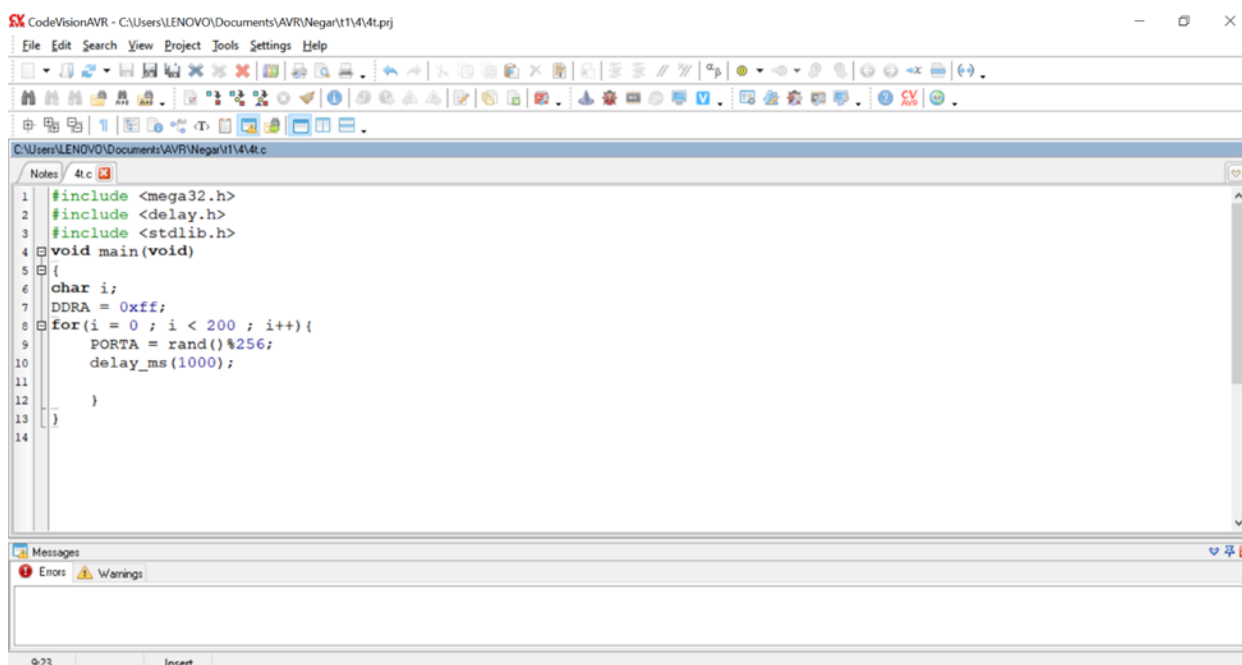 CodeVisionAVR - C:\Users\LENOVO\Documents\AVR\Negar\t1\4\4t.prj
File Edit Search View Project Tools Settings Help
C:\Users\LENOVO\Documents\AVR\Negar\t1\4\4t.c
Notes 4t.c
1 #include <mega32.h>
2 #include <delay.h>
3 #include <stdlib.h>
4 void main(void)
5 {
6 char i;
7 DDRA = 0xff;
8 for(i = 0 ; i < 200 ; i++){
9 PORTA = rand()%256;
10 delay_ms(1000);
11
12 }
13 }
14
Messages
Errors Warnings
9:23 Insert